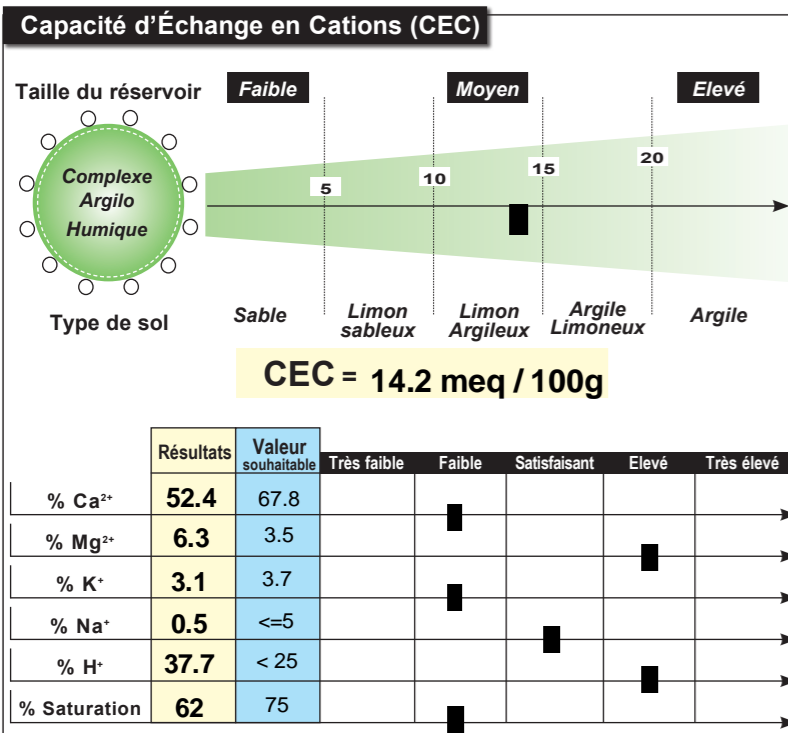 Capacité d'Échange en Cations (CEC)
Taille du réservoir
Faible Moyen Elevé
Complexe
Argilo
Humique
5 10 15 20
Type de sol
Sable Limon sableux Limon Argileux Argile Limoneux Argile
CEC = 14.2 meq / 100g
Résultats Valeur souhaitable Très faible Faible Satisfaisant Elevé Très élevé
% Ca²⁺ 52.4 67.8
% Mg²⁺ 6.3 3.5
% K⁺ 3.1 3.7
% Na⁺ 0.5 <=5
% H⁺ 37.7 < 25
% Saturation 62 75